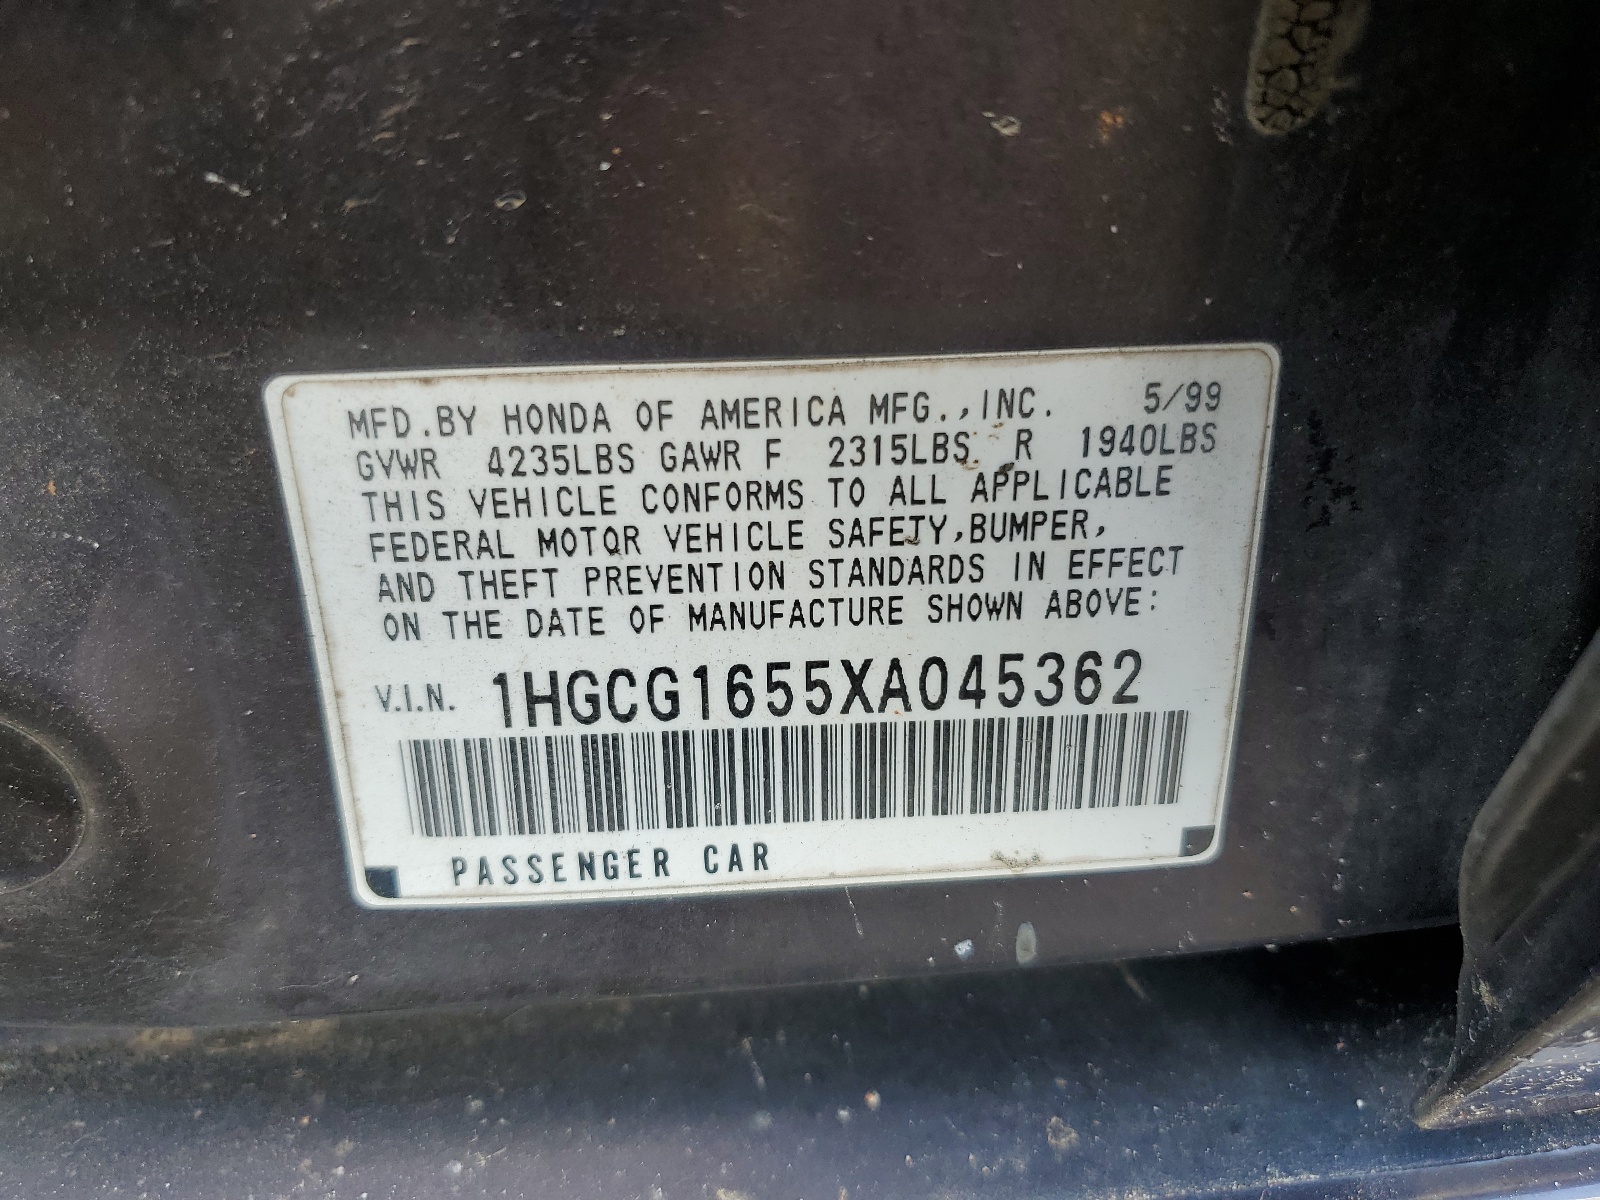 MFD.BY HONDA OF AMERICA MFG.,INC. 5/99
GVWR 4235LBS GAWR F 2315LBS R 1940LBS
THIS VEHICLE CONFORMS TO ALL APPLICABLE
FEDERAL MOTOR VEHICLE SAFETY,BUMPER,
AND THEFT PREVENTION STANDARDS IN EFFECT
ON THE DATE OF MANUFACTURE SHOWN ABOVE:
V.I.N. 1HGCG1655XA045362
PASSENGER CAR